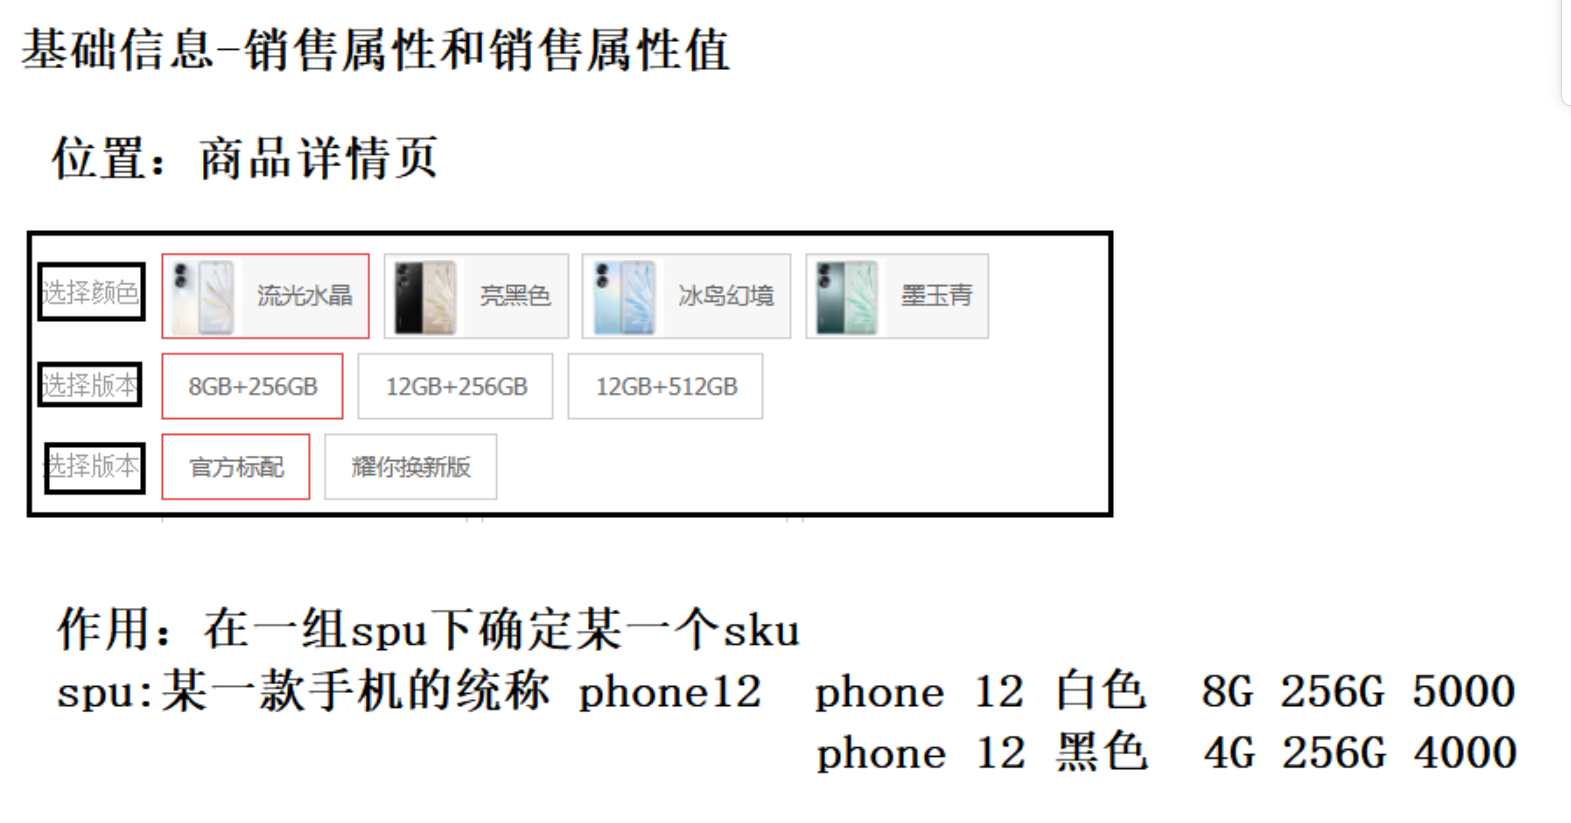 基础信息-销售属性和销售属性值
位置：商品详情页
选择颜色 流光水晶 亮黑色 冰岛幻境 墨玉青
选择版本 8GB+256GB 12GB+256GB 12GB+512GB
选择版本 官方标配 耀你换新版
作用：在一组spu下确定某一个sku
spu:某一款手机的统称 phone12 phone 12 白色 8G 256G 5000
phone 12 黑色 4G 256G 4000